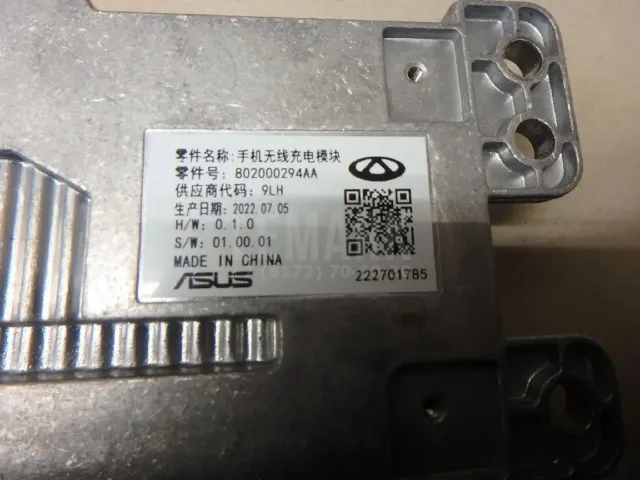 零件名称: 手机无线充电模块
零件号: 802000294AA
供应商代码: 9LH
生产日期: 2022.07.05
H/W: 0.1.0
S/W: 01.00.01
MADE IN CHINA
ASUS
222701785